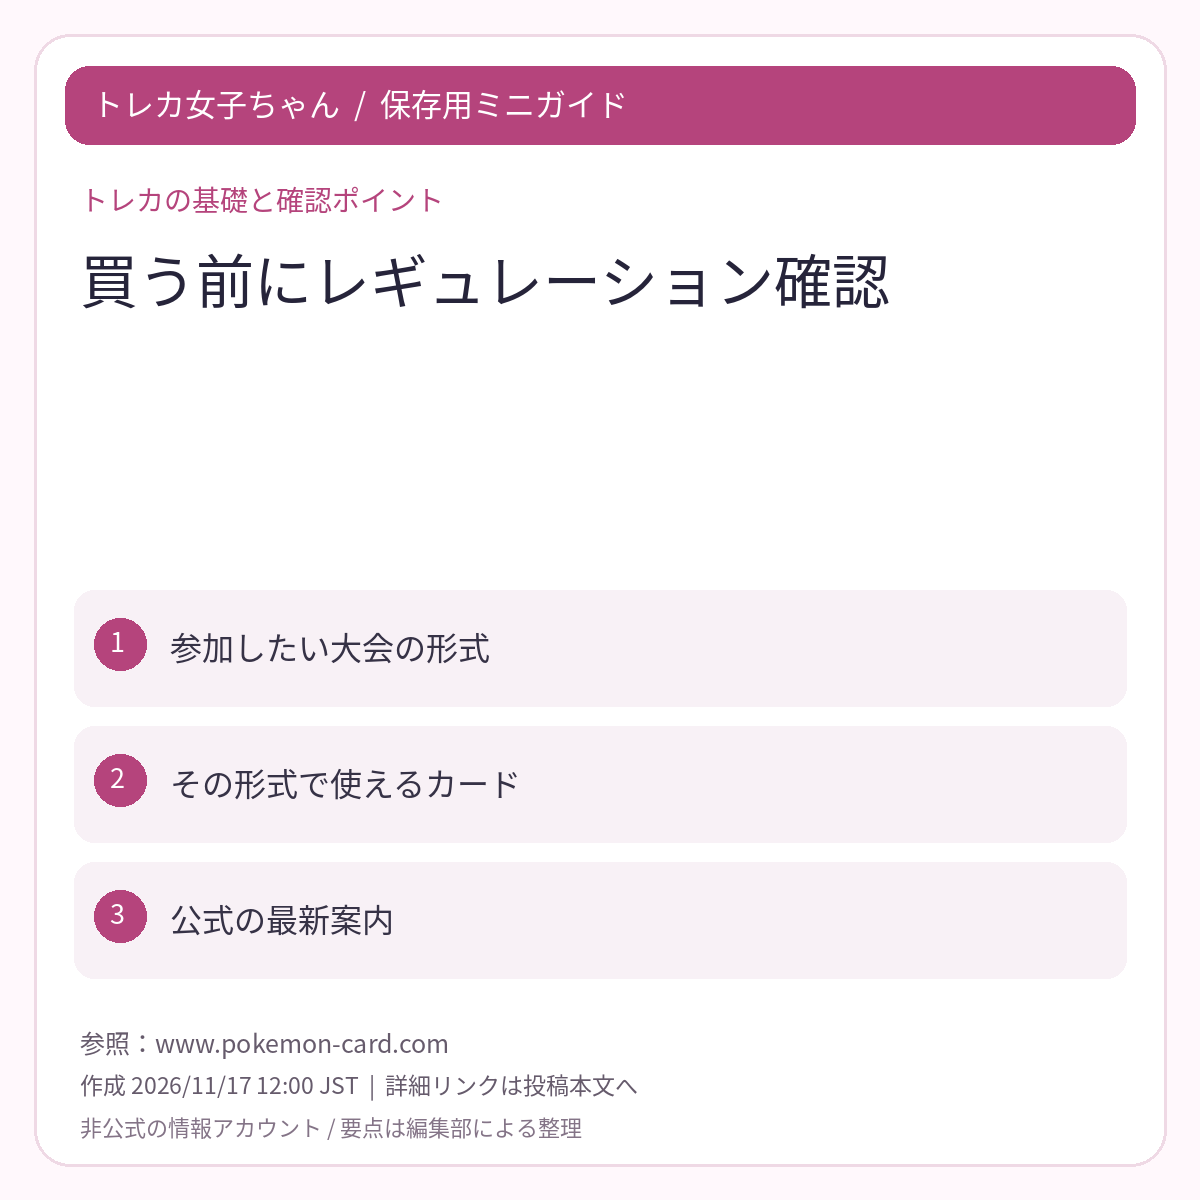 トレカ女子ちゃん / 保存用ミニガイド
トレカの基礎と確認ポイント
買う前にレギュレーション確認
1 参加したい大会の形式
2 その形式で使えるカード
3 公式の最新案内
参照：www.pokemon-card.com
作成 2026/11/17 12:00 JST｜詳細リンクは投稿本文へ
非公式の情報アカウント / 要点は編集部による整理